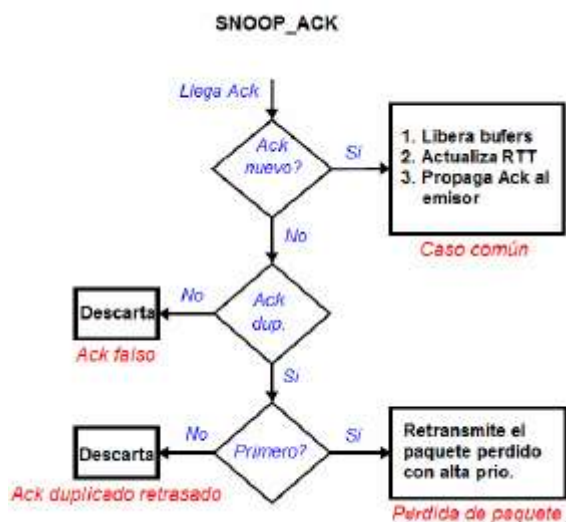 SNOOP_ACK
Llega Ack
Ack
nuevo?
Si
1. Libera bufers
2. Actualiza RTT
3. Propaga Ack al
emisor
Caso común
No
Ack
dup.
No
Descarta
Ack falso
Si
Primero?
No
Descarta
Ack duplicado retrasado
Si
Retransmite el
paquete perdido
con alta prio.
Pérdida de paquete